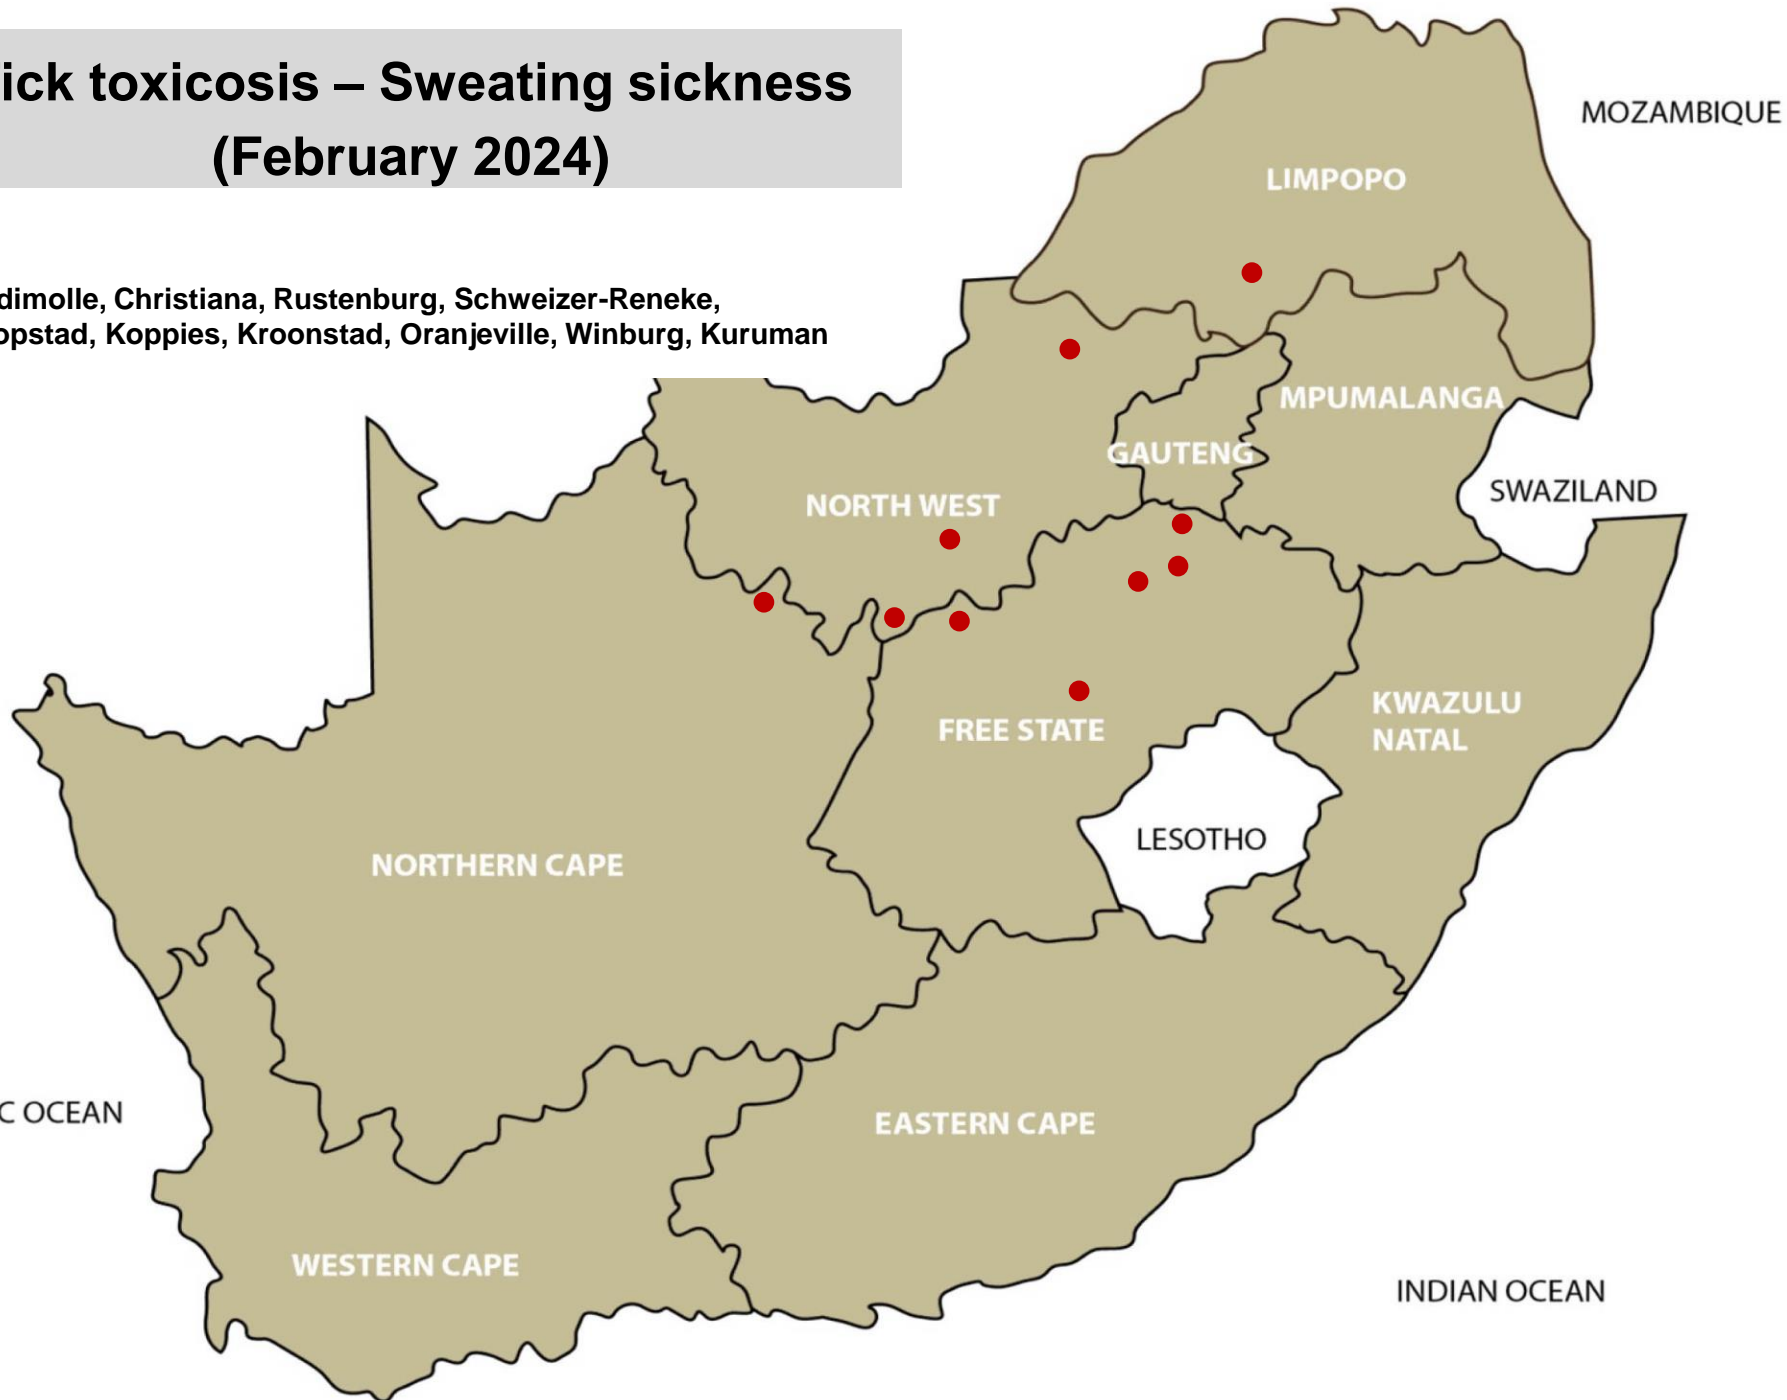 ick toxicosis – Sweating sickness
(February 2024)
MOZAMBIQUE
LIMPOPO
dimolle, Christiana, Rustenburg, Schweizer-Reneke,
opstad, Koppies, Kroonstad, Oranjeville, Winburg, Kuruman
MPUMALANGA
GAUTENG
SWAZILAND
NORTH WEST
KWAZULU
NATAL
FREE STATE
LESOTHO
NORTHERN CAPE
C OCEAN
EASTERN CAPE
WESTERN CAPE
INDIAN OCEAN